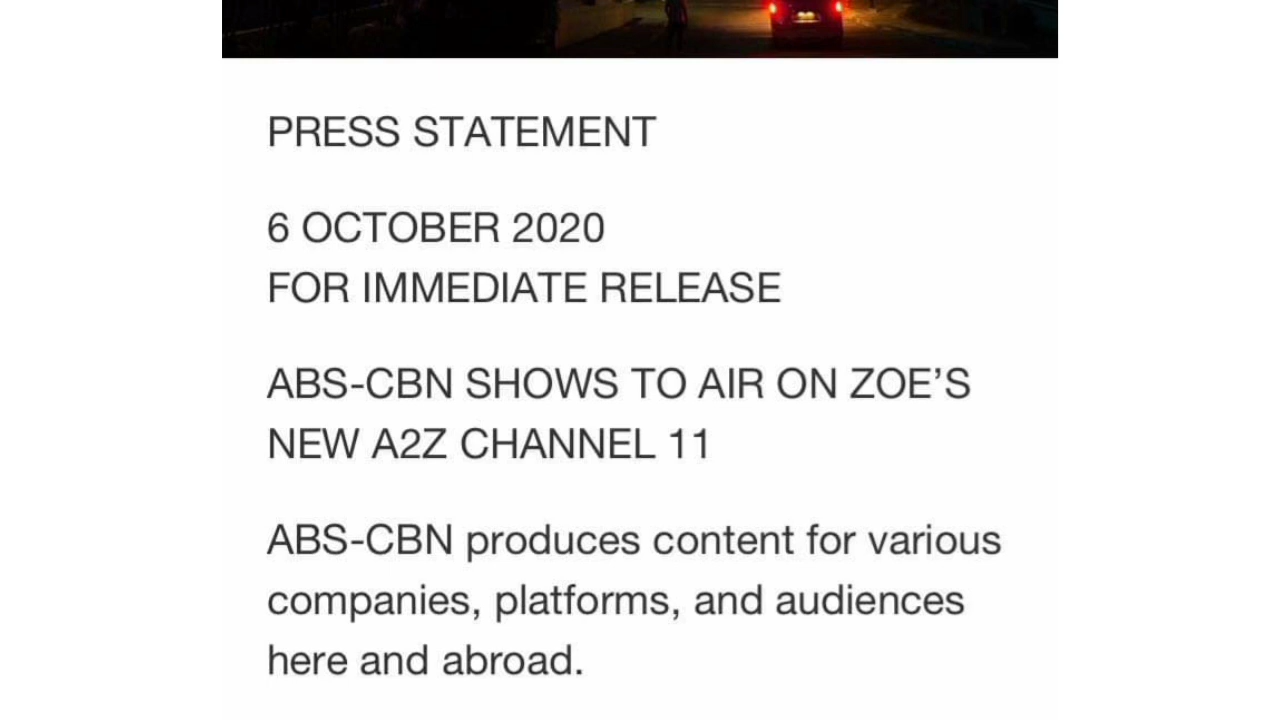 PRESS STATEMENT
6 OCTOBER 2020
FOR IMMEDIATE RELEASE
ABS-CBN SHOWS TO AIR ON ZOE’S
NEW A2Z CHANNEL 11
ABS-CBN produces content for various
companies, platforms, and audiences
here and abroad.